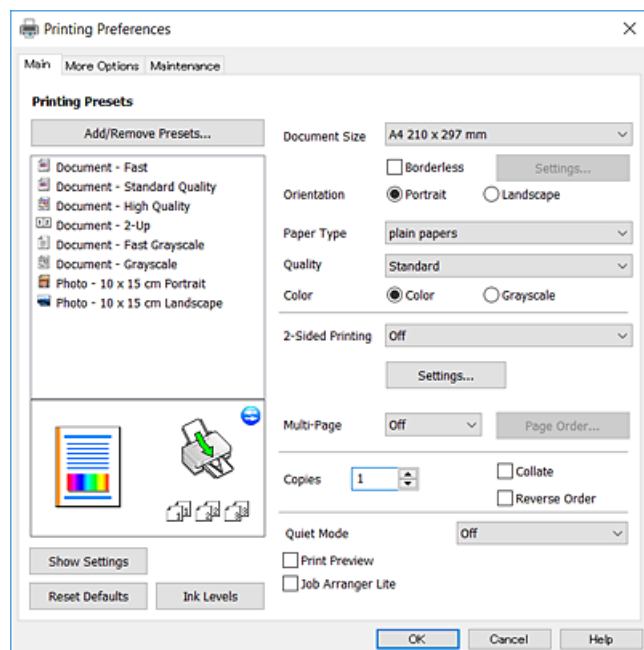 Printing Preferences
Main
More Options
Maintenance
Printing Presets
Add/Remove Presets...
Document - Fast
Document - Standard Quality
Document - High Quality
Document - 2-Up
Document - Fast Grayscale
Document - Grayscale
Photo - 10 x 15 cm Portrait
Photo - 10 x 15 cm Landscape
Show Settings
Reset Defaults
Ink Levels
Document Size
A4 210 x 297 mm
Borderless
Settings...
Orientation
Portrait
Landscape
Paper Type
plain papers
Quality
Standard
Color
Color
Grayscale
2-Sided Printing
Off
Settings...
Multi-Page
Off
Page Order...
Copies
1
Collate
Reverse Order
Quiet Mode
Off
Print Preview
Job Arranger Lite
OK
Cancel
Help